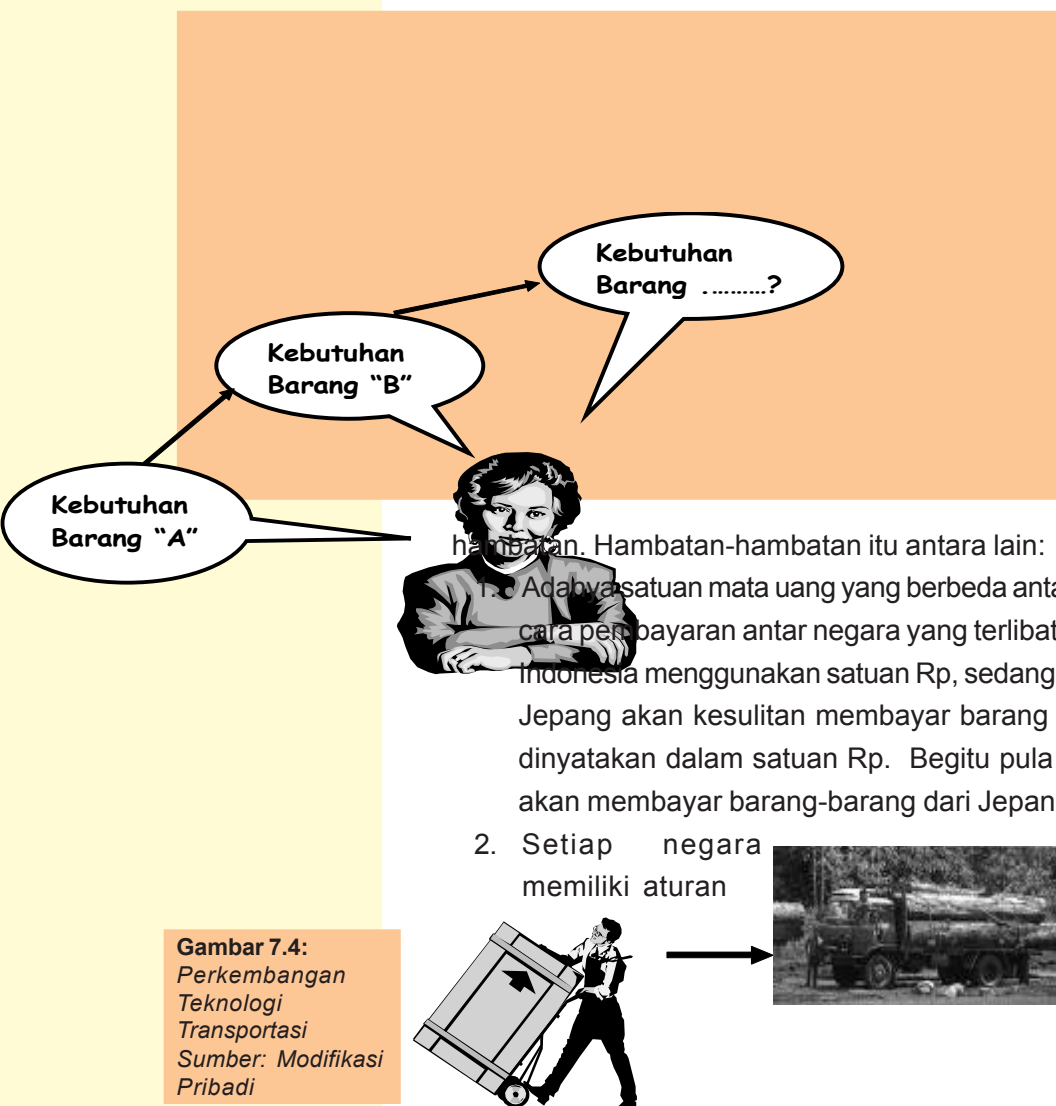 Kebutuhan
Barang .………?
Kebutuhan
Barang “B”
Kebutuhan
Barang “A”
hambatan. Hambatan-hambatan itu antara lain:
1. Adabya satuan mata uang yang berbeda anta
cara pembayaran antar negara yang terlibat
Indonesia menggunakan satuan Rp, sedang
Jepang akan kesulitan membayar barang
dinyatakan dalam satuan Rp. Begitu pula
akan membayar barang-barang dari Jepan
2. Setiap negara
memiliki aturan
Gambar 7.4:
Perkembangan
Teknologi
Transportasi
Sumber: Modifikasi
Pribadi